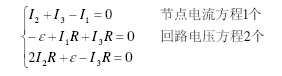 I₂ + I₃ − I₁ = 0 节点电流方程1个
−ε + I₁R + I₃R = 0 回路电压方程2个
2I₂R + ε − I₃R = 0